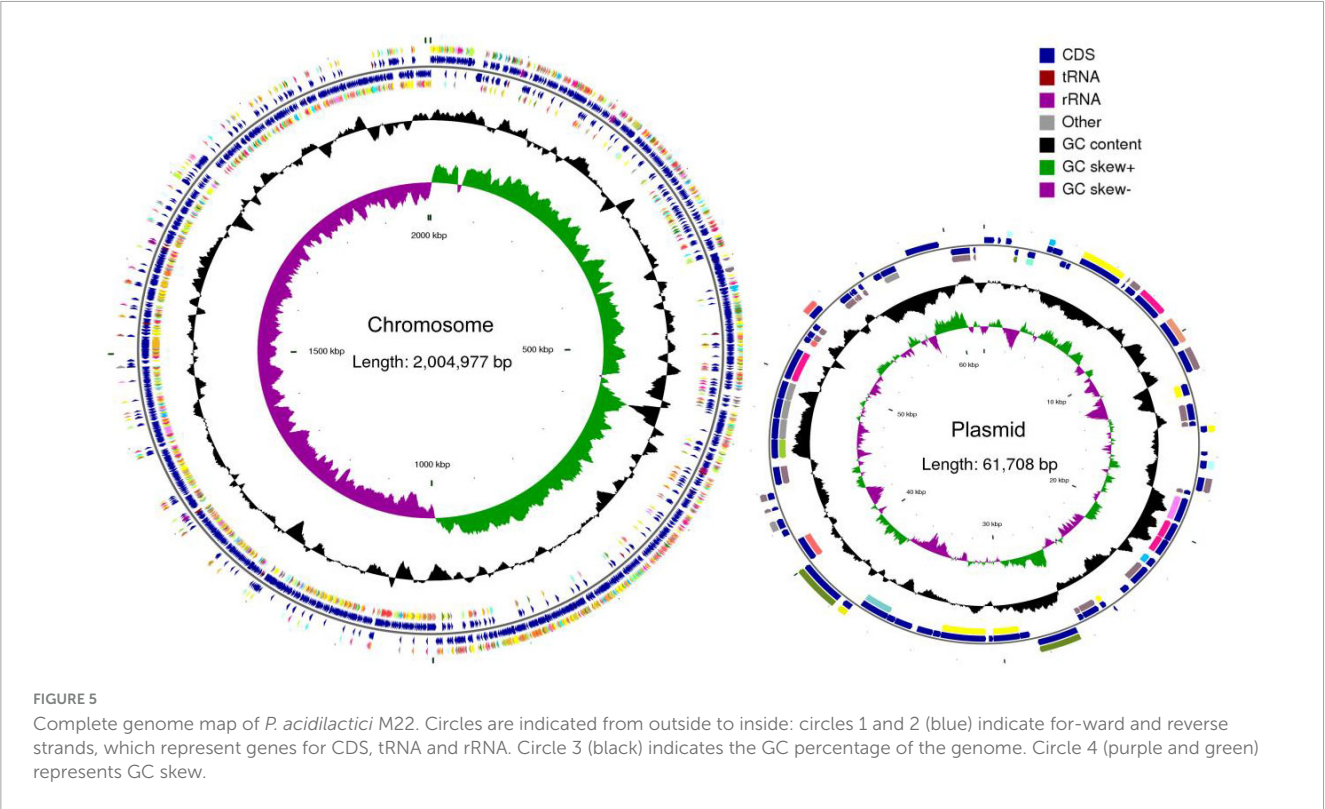 CDS
tRNA
rRNA
Other
GC content
GC skew+
GC skew-
2000 kbp
Chromosome
Length: 2,004,977 bp
500 kbp
1000 kbp
1500 kbp
60 kbp
10 kbp
50 kbp
Plasmid
Length: 61,708 bp
20 kbp
40 kbp
30 kbp
FIGURE 5
Complete genome map of P. acidilactici M22. Circles are indicated from outside to inside: circles 1 and 2 (blue) indicate for-ward and reverse
strands, which represent genes for CDS, tRNA and rRNA. Circle 3 (black) indicates the GC percentage of the genome. Circle 4 (purple and green)
represents GC skew.